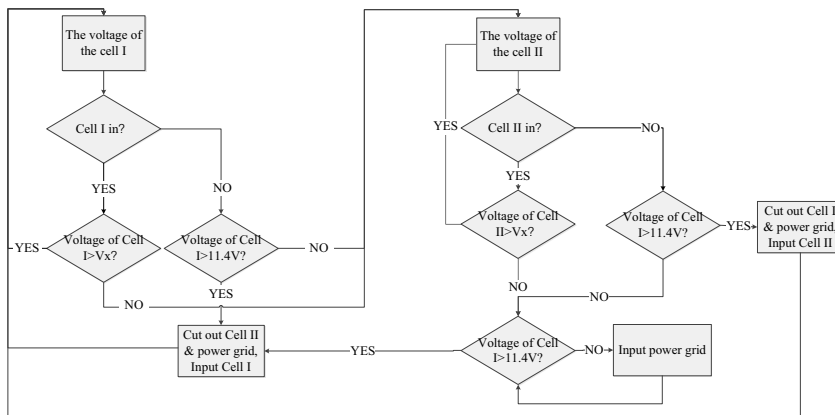 The voltage of
the cell I
Cell I in?
YES
NO
Voltage of Cell
I>Vx?
YES
Voltage of Cell
I>11.4V?
NO
YES
NO
Cut out Cell II
& power grid,
Input Cell I
The voltage of
the cell II
YES
Cell II in?
NO
YES
Voltage of Cell
II>Vx?
Voltage of Cell
I>11.4V?
YES
Cut out Cell I
& power grid,
Input Cell II
NO
NO
Voltage of Cell
I>11.4V?
YES
NO
Input power grid